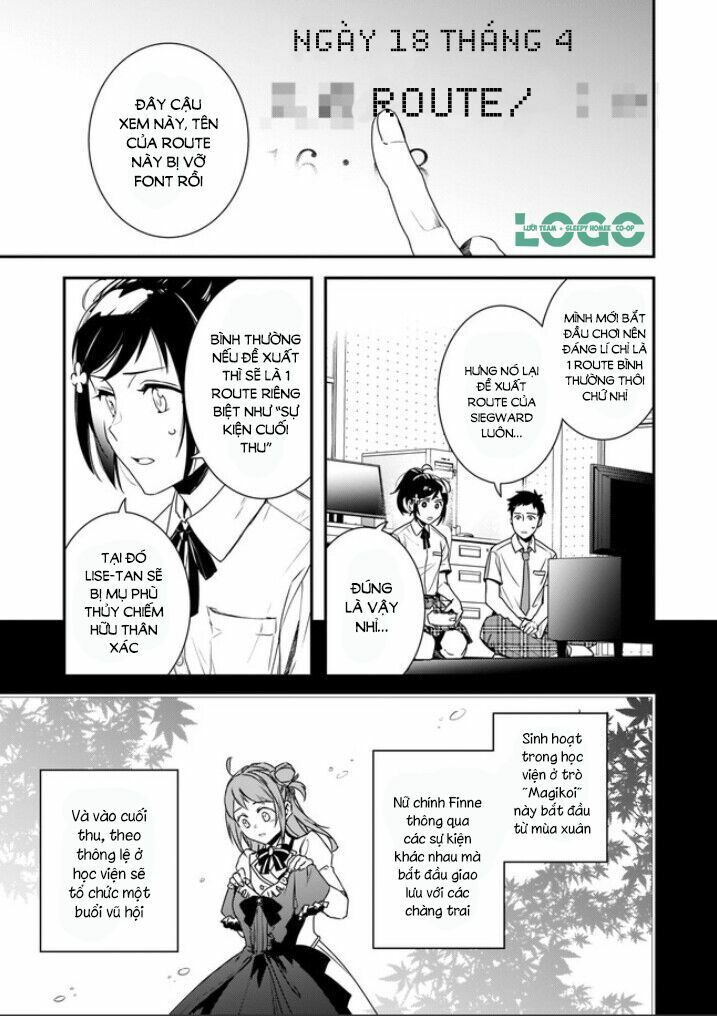 NGÀY 18 THÁNG 4
ROUTE/
ĐÂY CẬU
XEM NÀY, TÊN
CỦA ROUTE
NÀY BỊ VỠ
FONT RỒI
LOGO
LƯỜI TEAM + SLEEPY HOMEE CO-OP
MÌNH MỚI BẮT
ĐẦU CHƠI NÊN
ĐÁNG LÍ CHỈ LÀ
1 ROUTE BÌNH
THƯỜNG THÔI
CHỨ NHỈ
HƯNG NÓ LẠI
ĐỀ XUẤT
ROUTE CỦA
SIEGWARD
LUÔN...
ĐÚNG
LÀ VẬY
NHỈ...
BÌNH THƯỜNG
NẾU ĐỀ XUẤT
THÌ SẼ LÀ 1
ROUTE RIÊNG
BIỆT NHƯ "SỰ
KIỆN CUỐI
THU"
TẠI ĐÓ
LISE-TAN SẼ
BỊ MỤ PHÙ
THỦY CHIẾM
HỮU THÂN
XÁC
Sinh hoạt
trong học
viện ở trò
"Magikoi"
này bắt đầu
từ mùa xuân
Nữ chính Finne
thông qua
các sự kiện
khác nhau mà
bắt đầu giao
lưu với các
chàng trai
Và vào cuối
thu, theo
thông lệ ở
học viện sẽ
tổ chức một
buổi vũ hội